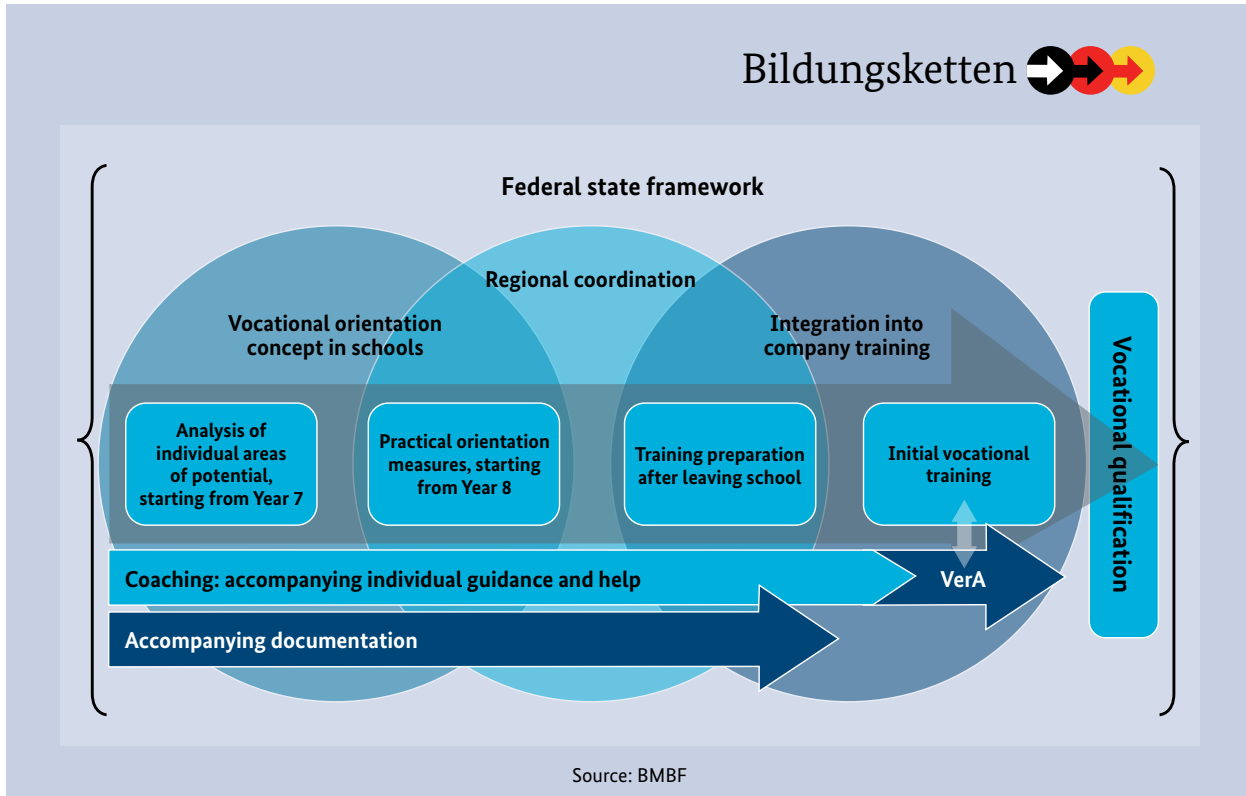 Bildungsketten
Federal state framework
Regional coordination
Vocational orientation
concept in schools
Integration into
company training
Analysis of
individual areas
of potential,
starting from Year 7
Practical orientation
measures, starting
from Year 8
Training preparation
after leaving school
Initial vocational
training
Vocational qualification
Coaching: accompanying individual guidance and help
VerA
Accompanying documentation
Source: BMBF